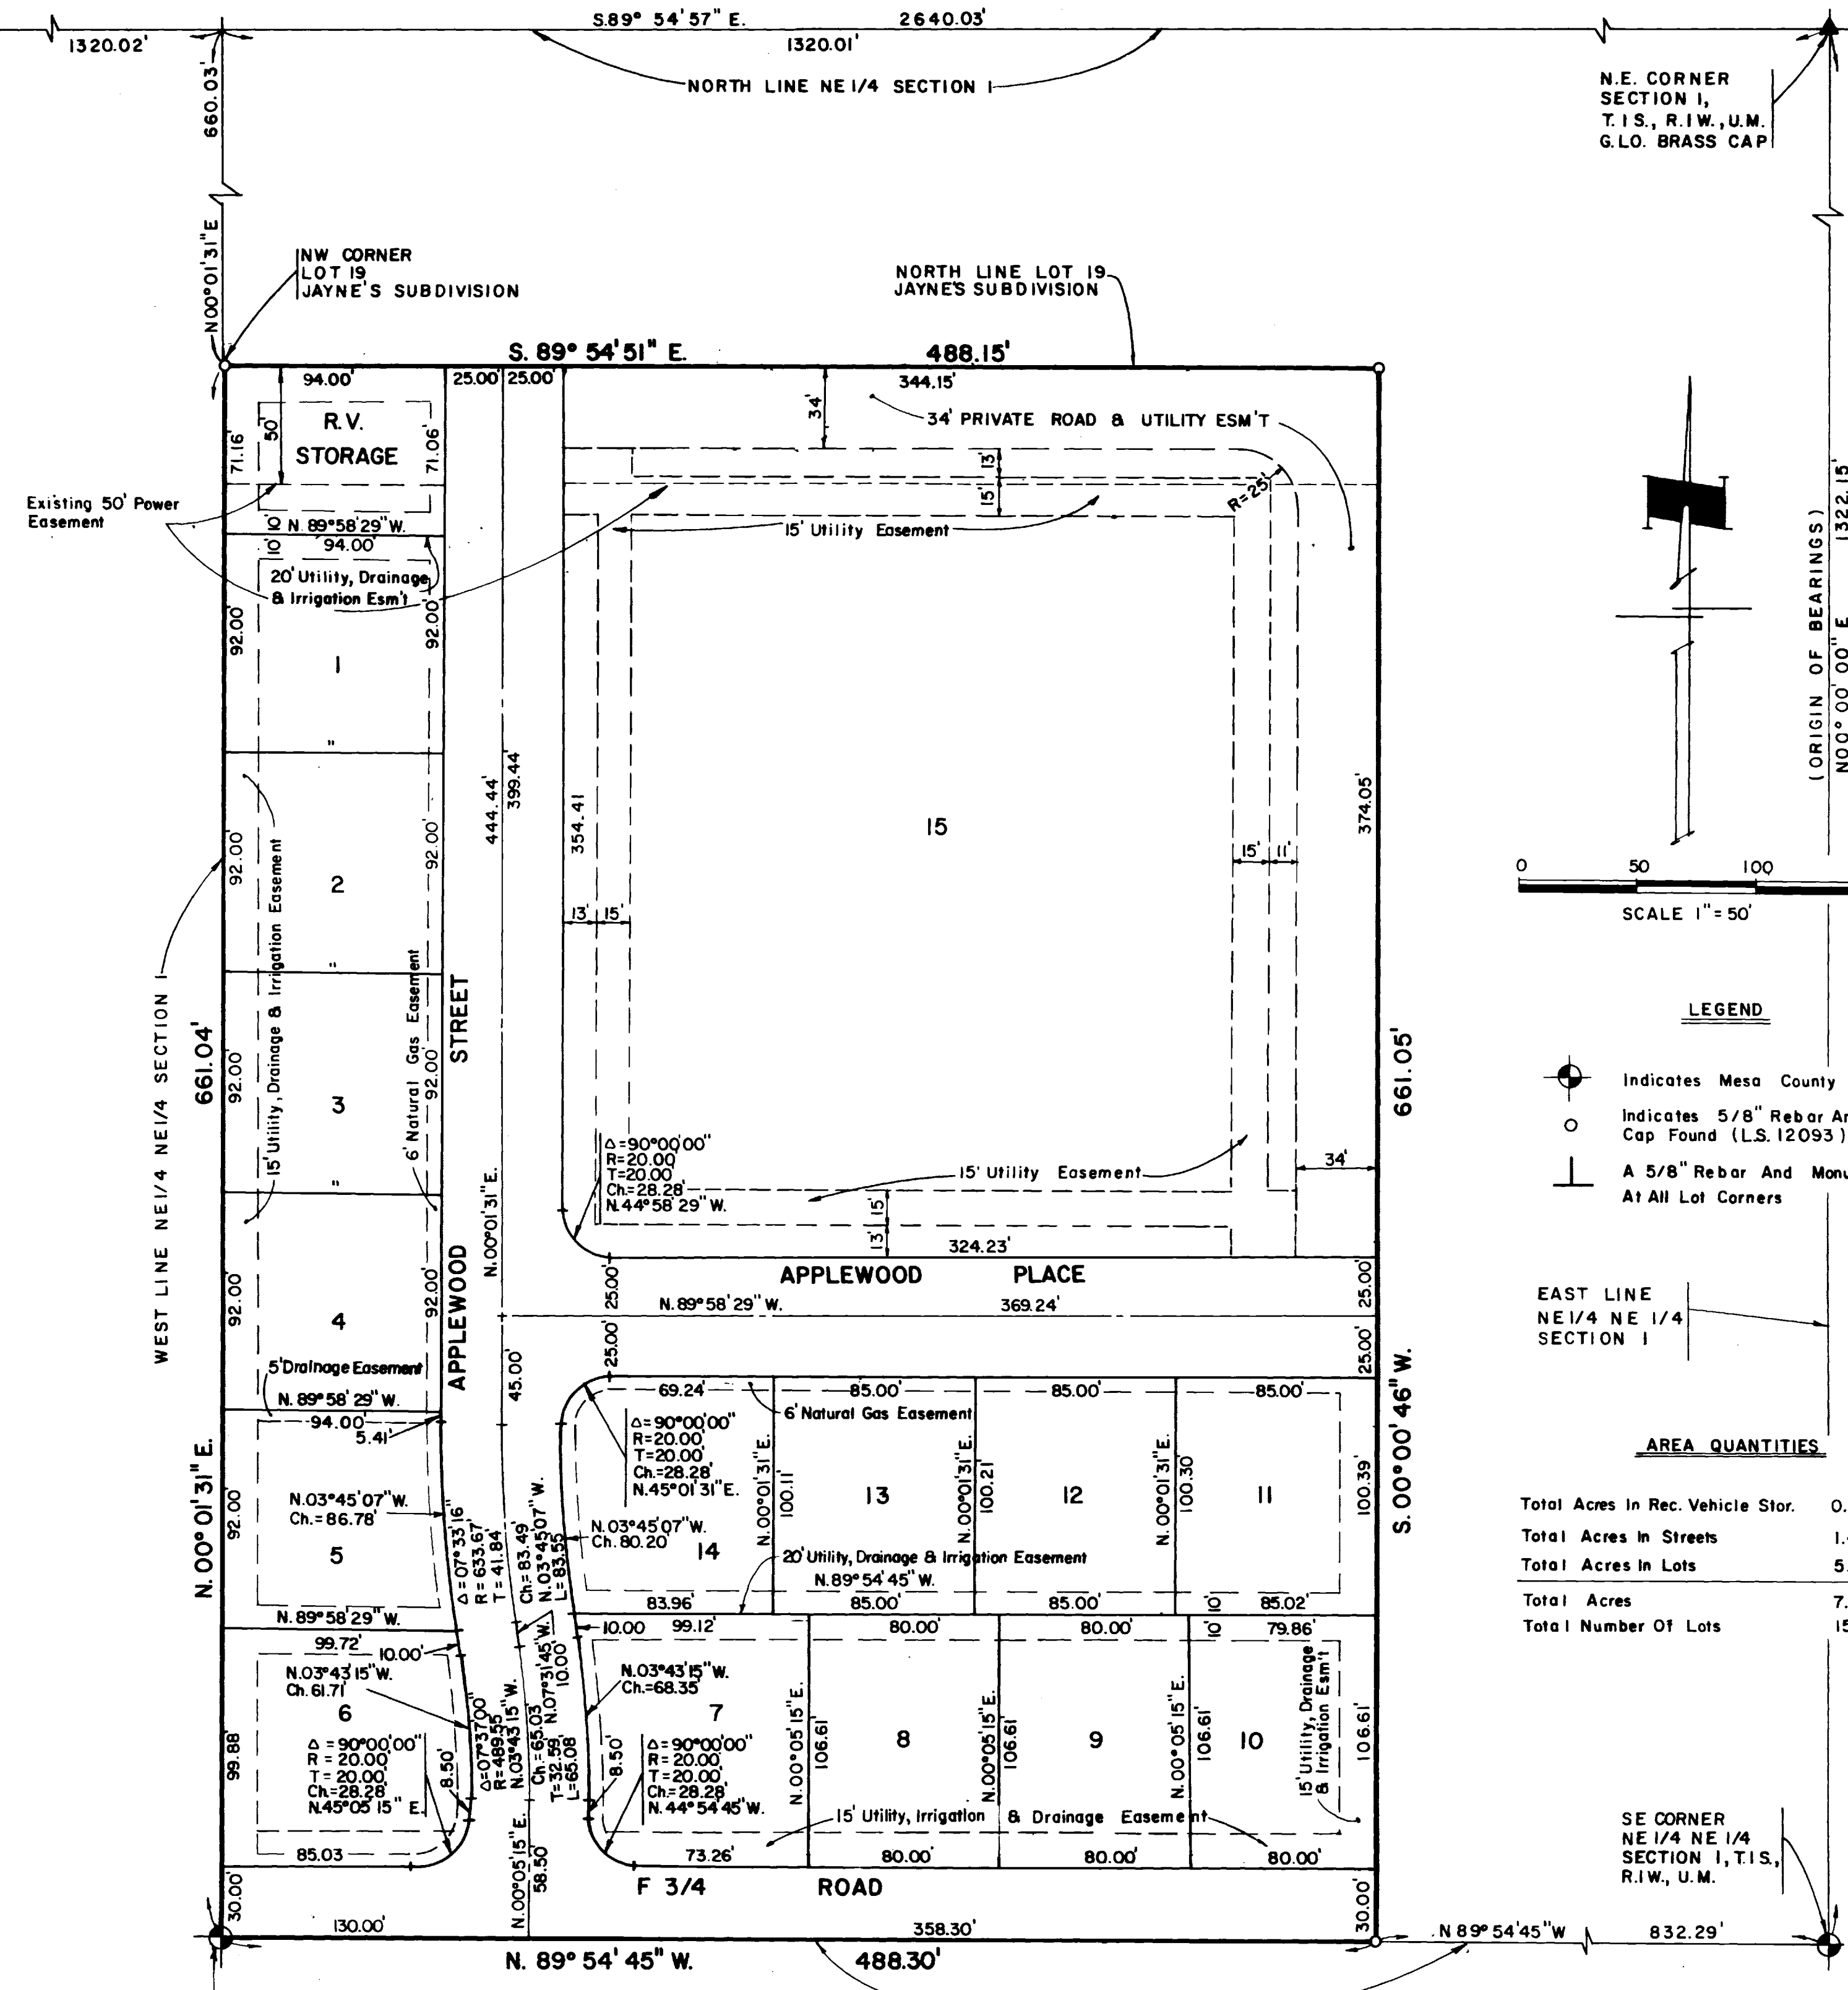 S.89° 54' 57" E. 2640.03'
1320.02'
1320.01'
NORTH LINE NE 1/4 SECTION 1
660.03'
N00°01'31" E
N.E. CORNER
SECTION 1,
T. 1 S., R. 1 W., U.M.
G.LO. BRASS CAP
NW CORNER
LOT 19
JAYNE'S SUBDIVISION
NORTH LINE LOT 19
JAYNE'S SUBDIVISION
S. 89° 54' 51" E. 488.15'
94.00'
25.00'
25.00'
344.15'
34'
34' PRIVATE ROAD & UTILITY ESM'T
R.V.
STORAGE
50'
71.16'
71.06'
Existing 50' Power
Easement
10'
N. 89°58'29" W.
10'
94.00'
20' Utility, Drainage
& Irrigation Esm't
13'
15'
R=25'
15' Utility Easement
92.00'
92.00'
1
"
(ORIGIN OF BEARINGS)
N00° 00' 00" E 1322.15'
444.44'
399.44'
354.41
15
374.05'
92.00'
92.00'
2
"
15'
11'
13'
15'
0 50 100
SCALE 1" = 50'
15' Utility, Drainage & Irrigation Easement
6' Natural Gas Easement
WEST LINE NE1/4 NE1/4 SECTION 1
661.04'
92.00'
92.00'
3
"
STREET
661.05'
LEGEND
Indicates Mesa County
Indicates 5/8" Rebar An
Cap Found (L.S. 12093)
A 5/8" Rebar And Monu
At All Lot Corners
Δ=90°00'00"
R=20.00'
T=20.00'
Ch.=28.28'
N.44°58'29" W.
15' Utility Easement
34'
15'
13'
324.23'
N.00°01'31" E.
APPLEWOOD PLACE
25.00'
25.00'
N. 89°58'29" W. 369.24'
25.00'
25.00'
92.00'
92.00'
4
APPLEWOOD
EAST LINE
NE1/4 NE 1/4
SECTION 1
5' Drainage Easement
N. 89°58'29" W.
94.00'
5.41'
45.00'
69.24'
85.00'
85.00'
85.00'
6' Natural Gas Easement
Δ=90°00'00"
R=20.00'
T=20.00'
Ch.=28.28'
N.45°01'31" E.
N.00°01'31" E.
100.11'
N.00°01'31" E.
100.21'
N.00°01'31" E.
100.30'
100.39'
S. 00° 00' 46" W.
N. 00° 01' 31" E.
AREA QUANTITIES
Total Acres In Rec. Vehicle Stor. 0.
Total Acres In Streets 1.
Total Acres In Lots 5.
Total Acres 7.
Total Number Of Lots 15
92.00'
N.03°45'07" W.
Ch.=86.78'
5
Δ=07°33'16"
R=633.67'
T=41.84'
Ch=83.49'
N.03°45'07" W.
L=83.55
N.03°45'07" W.
Ch.80.20'
14
13
12
11
20' Utility, Drainage & Irrigation Easement
N.89°54'45" W.
83.96'
85.00'
85.00'
10'
85.02'
N. 89°58'29" W.
99.72'
10.00'
10.00
99.12'
80.00'
80.00'
10'
79.86'
N.07°31'45" W.
10.00'
N.03°43'15" W.
Ch. 61.71'
6
N.03°43'15" W.
Ch.=68.35'
7
Δ=07°37'00"
R=489.55'
N.03°43'15" W.
Ch.=65.03'
T=32.59'
L=65.08'
99.88'
Δ=90°00'00"
R=20.00'
T=20.00'
Ch.=28.28'
N.45°05'15" E.
8.50'
8.50'
Δ=90°00'00"
R=20.00'
T=20.00'
Ch.=28.28'
N. 44°54'45" W.
N.00°05'15" E.
106.61'
8
N.00°05'15" E.
106.61'
9
N.00°05'15" E.
106.61'
10
15' Utility, Drainage
& Irrigation Esm't
106.61'
15' Utility, Irrigation & Drainage Easement
85.03
73.26'
80.00'
80.00'
80.00'
F 3/4 ROAD
N.00°05'15" E.
58.50'
30.00'
130.00'
358.30'
30.00'
N. 89° 54' 45" W. 488.30'
N 89° 54' 45" W 832.29'
SE CORNER
NE 1/4 NE 1/4
SECTION 1, T.1 S.,
R.1 W., U.M.